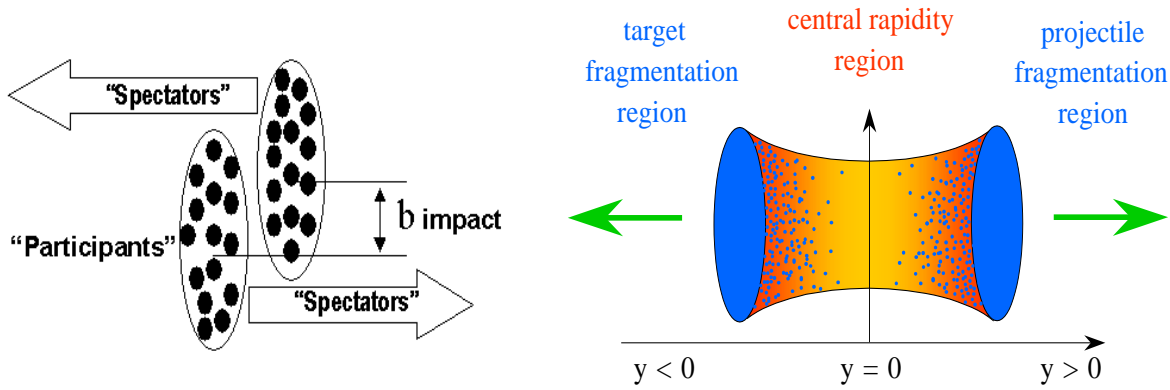 “Spectators”
b impact
“Participants”
“Spectators”
target
fragmentation
region
central rapidity
region
projectile
fragmentation
region
y < 0
y = 0
y > 0